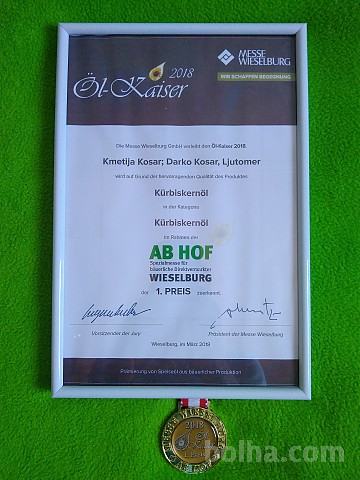 2018
Öl-Kaiser
MESSE
WIESELBURG
WIR SCHAFFEN BEGEGNUNG
Die Messe Wieselburg GmbH verleiht den Öl-Kaiser 2018
Kmetija Kosar; Darko Kosar, Ljutomer
wird auf Grund der hervorragenden Qualität des Produktes
Kürbiskernöl
in der Kategorie
Kürbiskernöl
im Rahmen der
AB HOF
Spezialmesse für
bäuerliche Direktvermarkter
WIESELBURG
der 1. PREIS zuerkannt.
Vorsitzender der Jury
Präsident der Messe Wieselburg
Wieselburg, im März 2018
Prämierung von Speiseöl aus bäuerlicher Produktion
2018
bolha.com